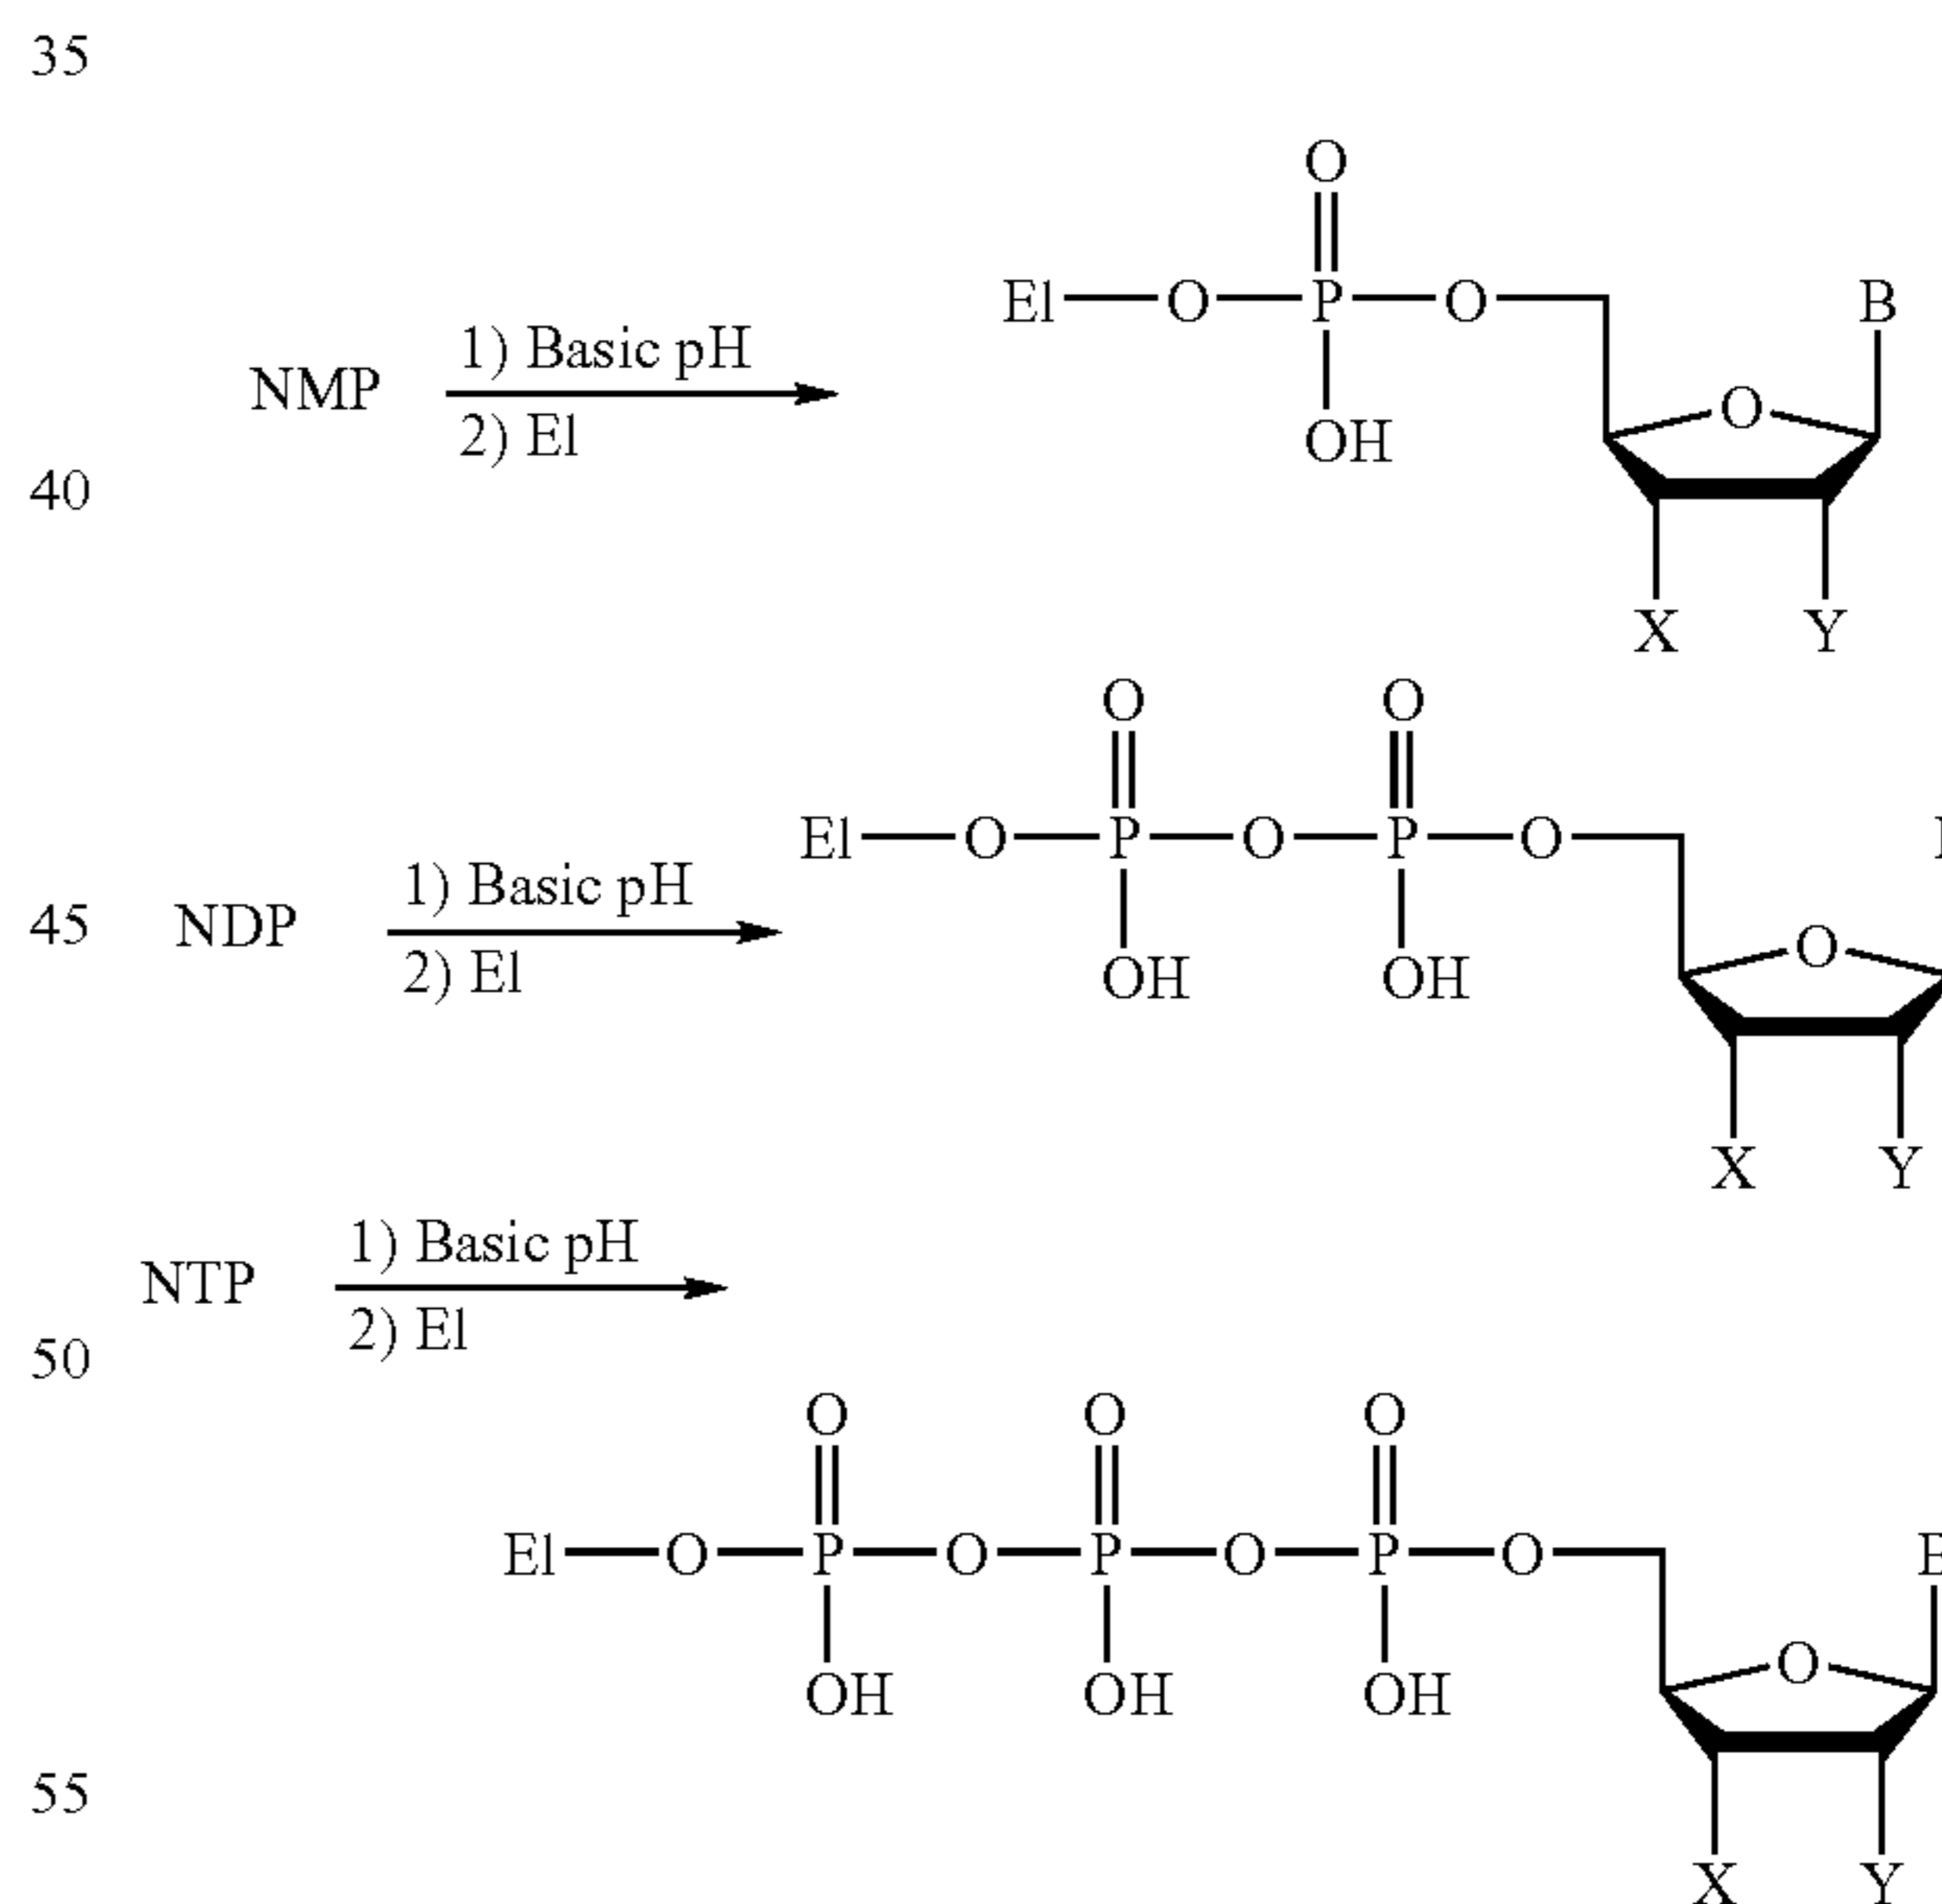 35
O
El O P O B
NMP 1) Basic pH
2) El
O
OH
40
X Y
O O
El O P O P O
45 NDP 1) Basic pH
2) El
O
OH OH
X Y
NTP 1) Basic pH
2) El
50
O O O
El O P O P O P O B
O
OH OH OH
55
X Y